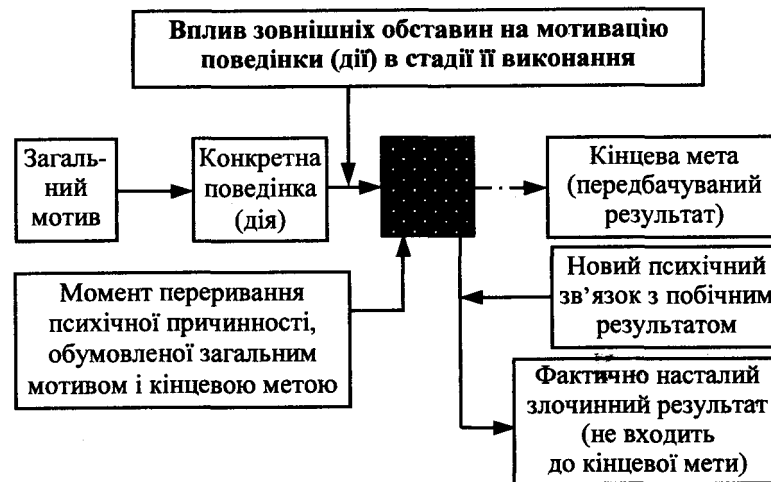 Вплив зовнішніх обставин на мотивацію
поведінки (дії) в стадії її виконання
Загаль-
ний
мотив
Конкретна
поведінка
(дія)
Кінцева мета
(передбачуваний
результат)
Момент переривання
психічної причинності,
обумовленої загальним
мотивом і кінцевою метою
Новий психічний
зв’язок з побічним
результатом
Фактично насталий
злочинний результат
(не входить
до кінцевої мети)